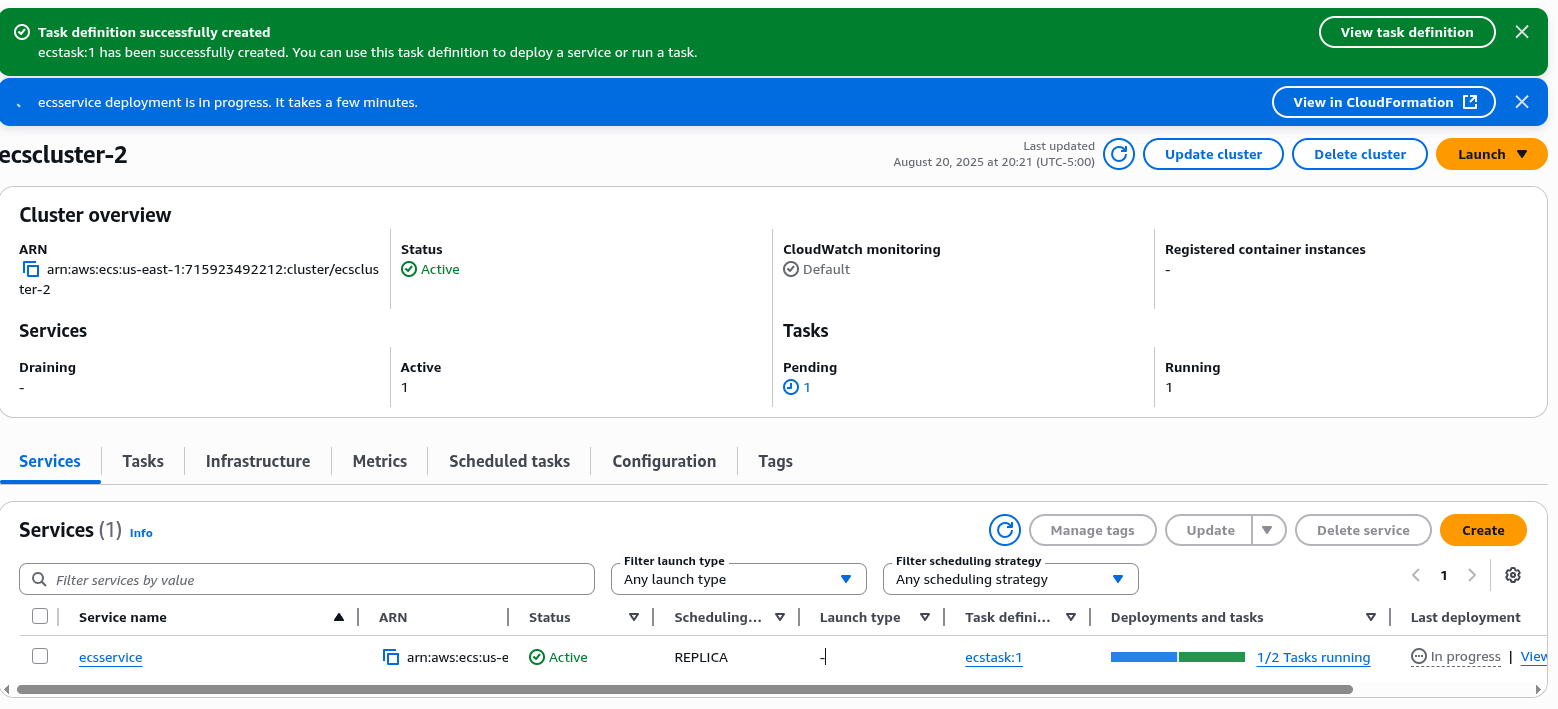 Task definition successfully created
ecstask:1 has been successfully created. You can use this task definition to deploy a service or run a task.
View task definition
ecsservice deployment is in progress. It takes a few minutes.
View in CloudFormation
ecscluster-2
Last updated
August 20, 2025 at 20:21 (UTC-5:00)
Update cluster
Delete cluster
Launch
Cluster overview
ARN
arn:aws:ecs:us-east-1:715923492212:cluster/ecsclus
ter-2
Status
Active
CloudWatch monitoring
Default
Registered container instances
-
Services
Tasks
Draining
-
Active
1
Pending
1
Running
1
Services
Tasks
Infrastructure
Metrics
Scheduled tasks
Configuration
Tags
Services (1) Info
Manage tags
Update
Delete service
Create
Filter services by value
Filter launch type
Any launch type
Filter scheduling strategy
Any scheduling strategy
1
Service name
ARN
Status
Scheduling...
Launch type
Task defini...
Deployments and tasks
Last deployment
ecsservice
arn:aws:ecs:us-e
Active
REPLICA
-
ecstask:1
1/2 Tasks running
In progress | View